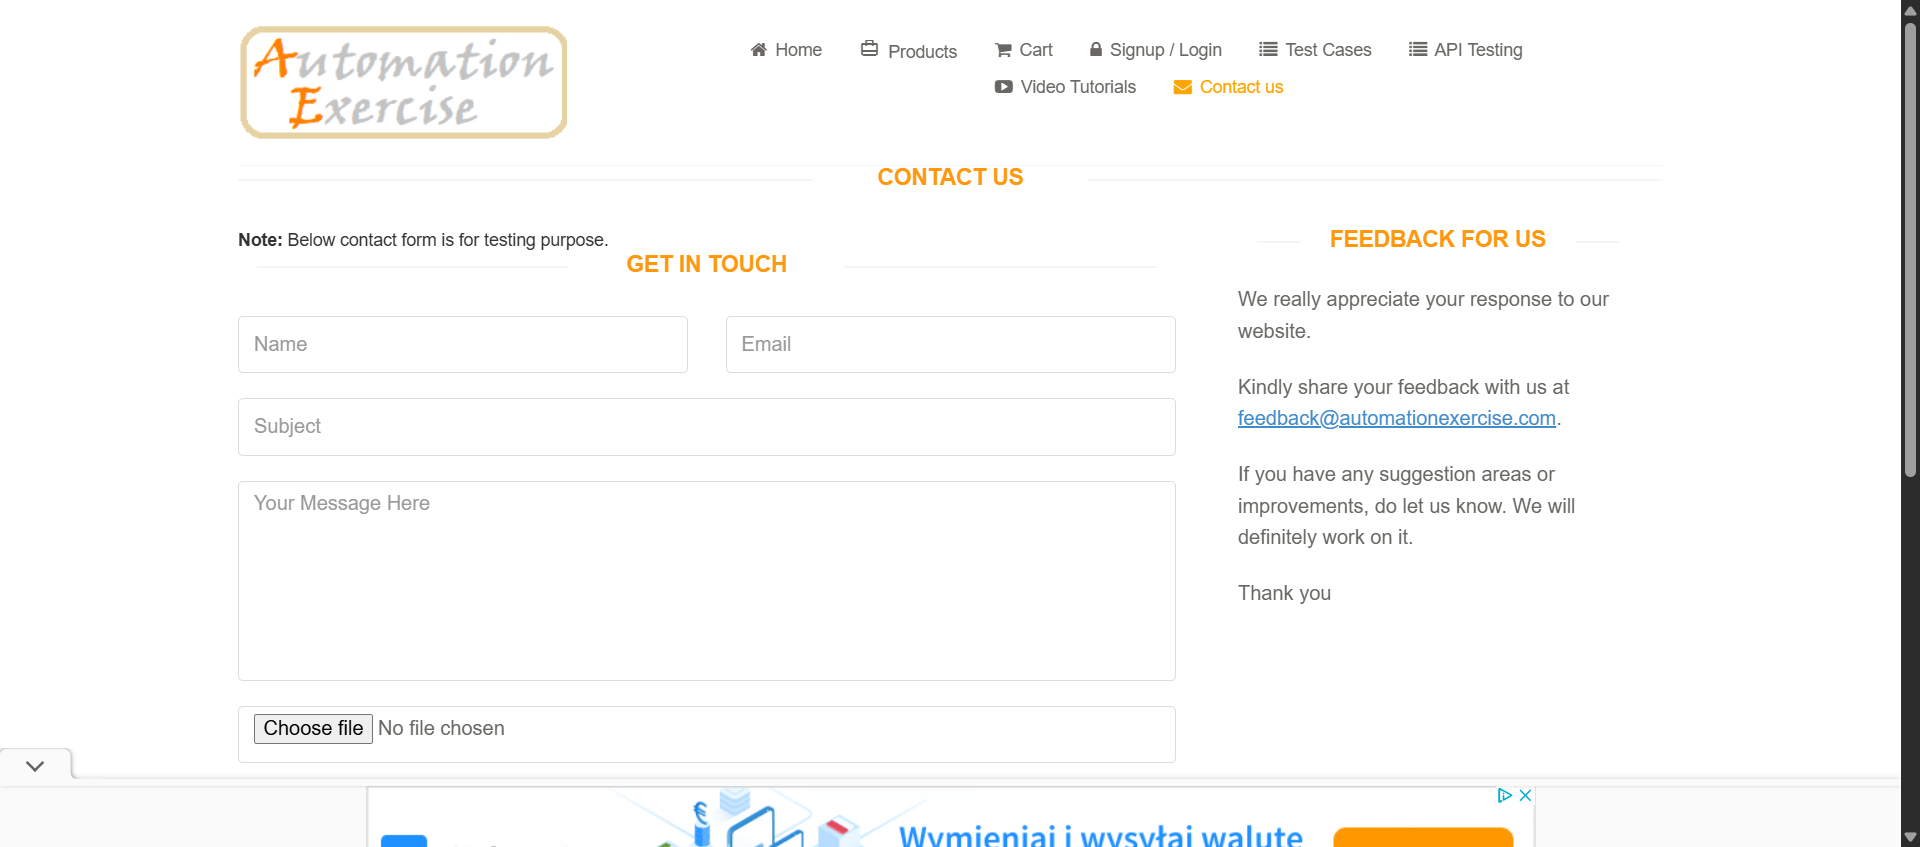 Automation
Exercise
Home
Products
Cart
Signup / Login
Test Cases
API Testing
Video Tutorials
Contact us
CONTACT US
Note: Below contact form is for testing purpose.
GET IN TOUCH
Name
Email
Subject
Your Message Here
Choose file No file chosen
FEEDBACK FOR US
We really appreciate your response to our
website.
Kindly share your feedback with us at
feedback@automationexercise.com.
If you have any suggestion areas or
improvements, do let us know. We will
definitely work on it.
Thank you
Wymieniaj i wysyłaj walutę